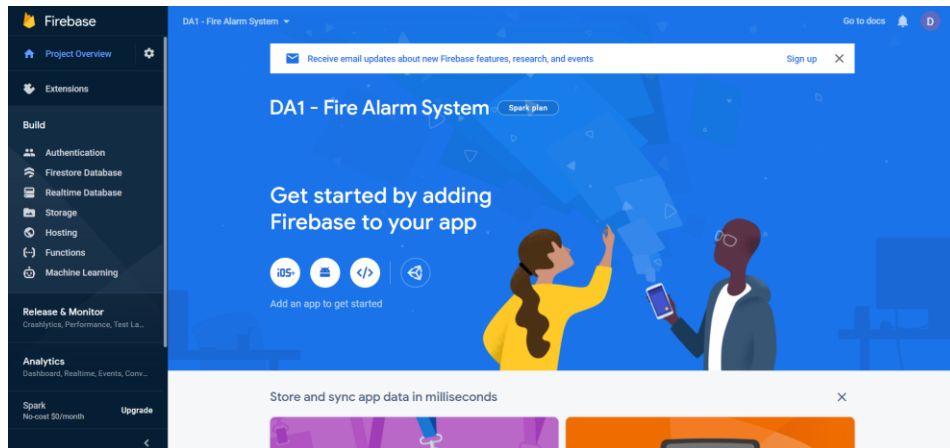 Firebase
Project Overview
Extensions
Build
Authentication
Firestore Database
Realtime Database
Storage
Hosting
Functions
Machine Learning
Release & Monitor
Crashlytics, Performance, Test La...
Analytics
Dashboard, Realtime, Events, Conv...
Spark
No-cost $0/month
Upgrade
DA1 - Fire Alarm System
Go to docs
D
Receive email updates about new Firebase features, research, and events
Sign up
DA1 - Fire Alarm System
Spark plan
Get started by adding
Firebase to your app
iOS+
Add an app to get started
Store and sync app data in milliseconds